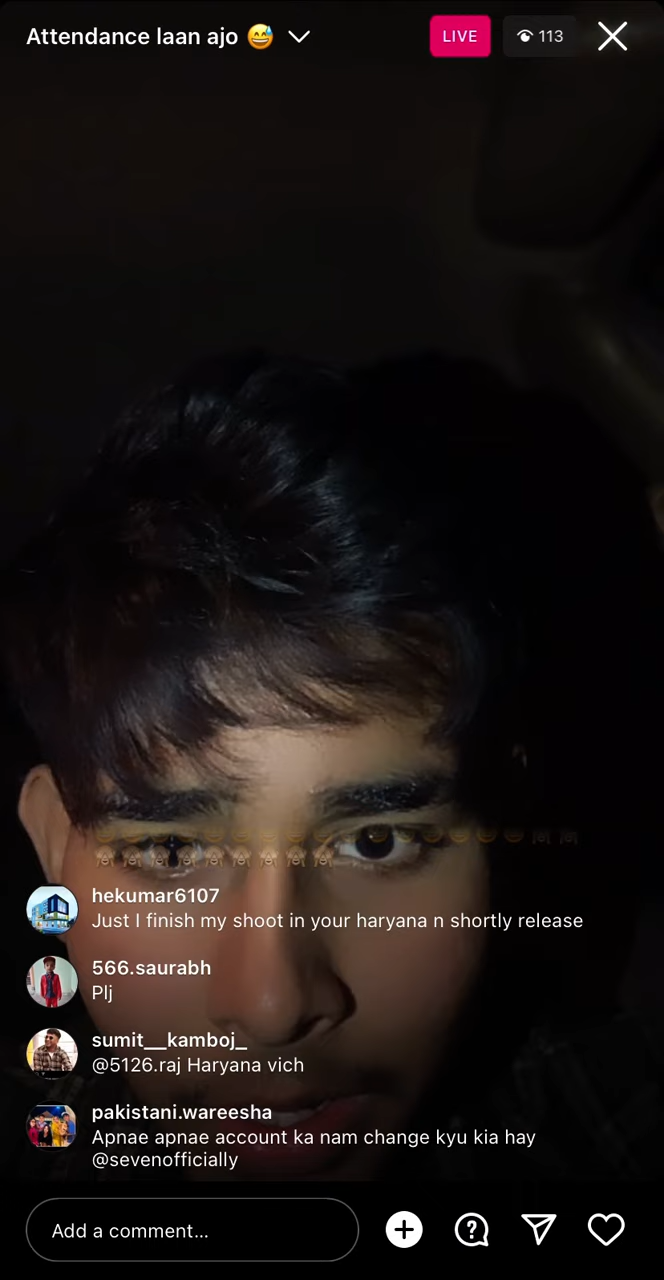 Attendance laan ajo 😅
LIVE
113
hekumar6107
Just I finish my shoot in your haryana n shortly release
566.saurabh
Plj
sumit__kamboj_
@5126.raj Haryana vich
pakistani.wareesha
Apnae apnae account ka nam change kyu kia hay
@sevenofficially
Add a comment...